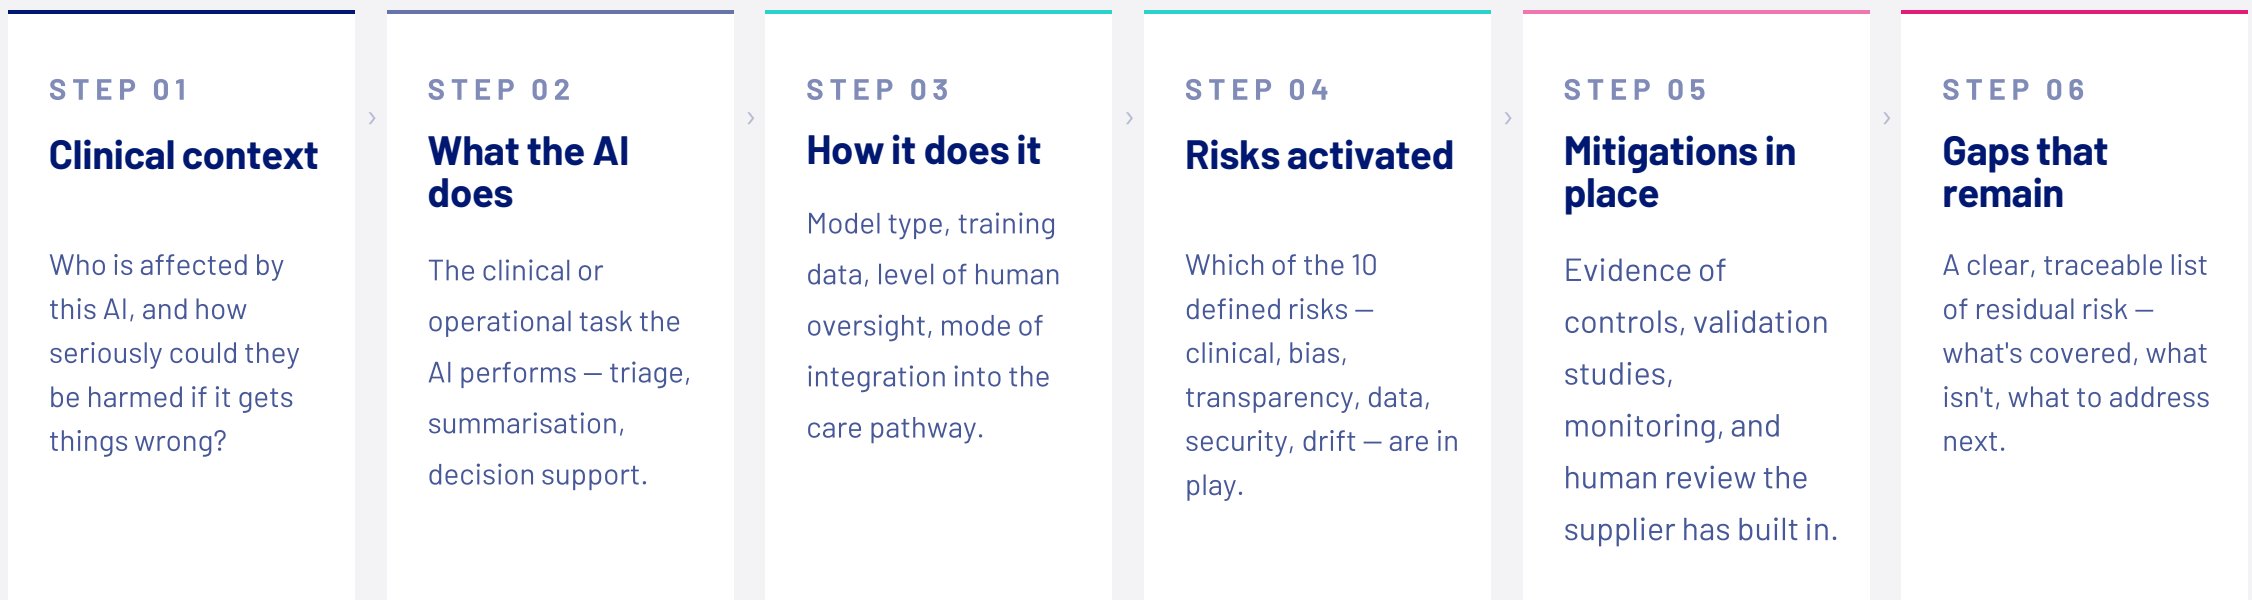 STEP 01
Clinical context
Who is affected by
this AI, and how
seriously could they
be harmed if it gets
things wrong?
›
STEP 02
What the AI
does
The clinical or
operational task the
AI performs — triage,
summarisation,
decision support.
›
STEP 03
How it does it
Model type, training
data, level of human
oversight, mode of
integration into the
care pathway.
›
STEP 04
Risks activated
Which of the 10
defined risks —
clinical, bias,
transparency, data,
security, drift — are in
play.
›
STEP 05
Mitigations in
place
Evidence of
controls, validation
studies,
monitoring, and
human review the
supplier has built in.
›
STEP 06
Gaps that
remain
A clear, traceable list
of residual risk —
what's covered, what
isn't, what to address
next.